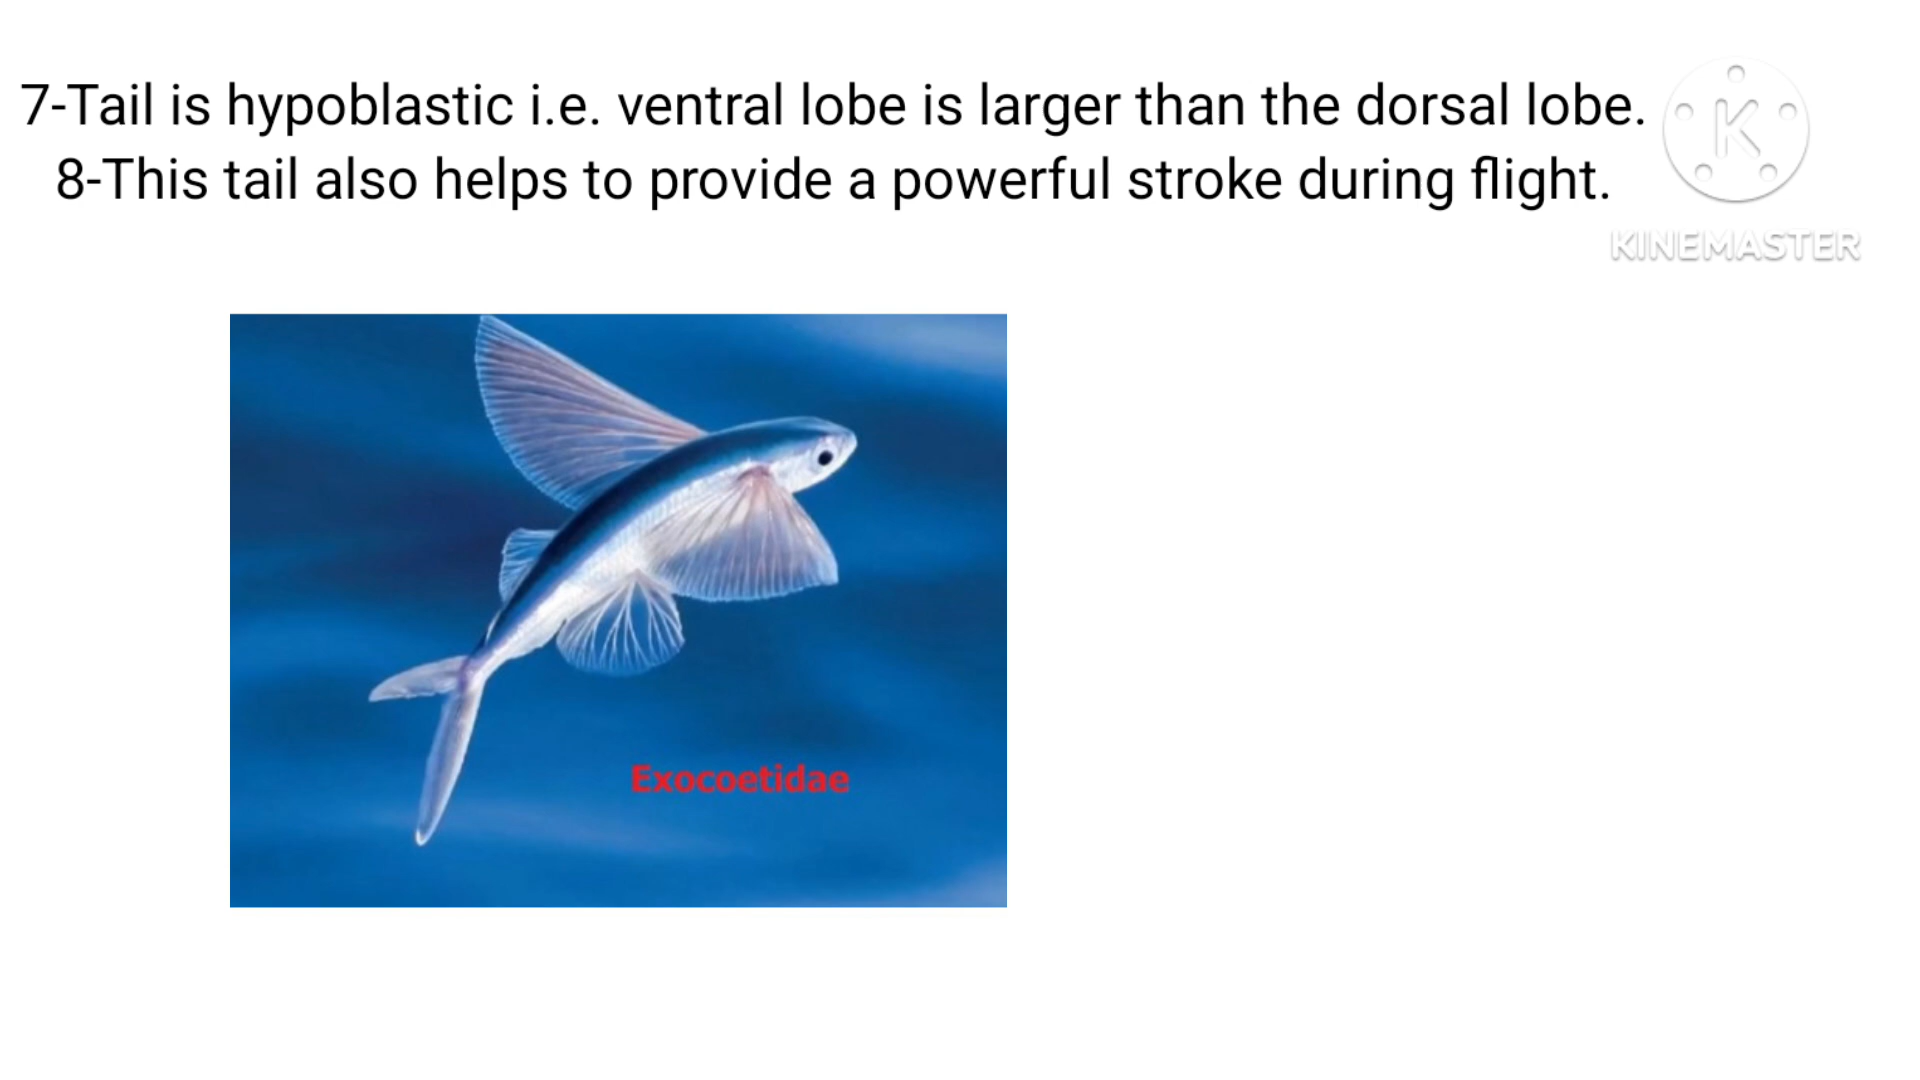 7-Tail is hypoblastic i.e. ventral lobe is larger than the dorsal lobe.
8-This tail also helps to provide a powerful stroke during flight.
K
KINEMASTER
Exocoetidae